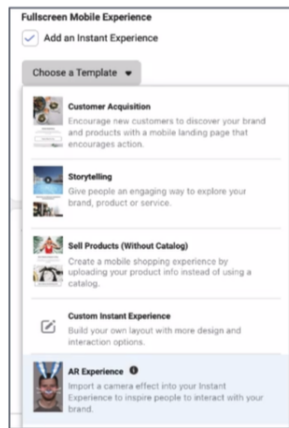 Fullscreen Mobile Experience
Add an Instant Experience
Choose a Template
Customer Acquisition
Encourage new customers to discover your brand
and products with a mobile landing page that
encourages action.
Storytelling
Give people an engaging way to explore your
brand, product or service.
Sell Products (Without Catalog)
Create a mobile shopping experience by
uploading your product info instead of using a
catalog.
Custom Instant Experience
Build your own layout with more design and
interaction options.
AR Experience
Import a camera effect into your Instant
Experience to inspire people to interact with your
brand.